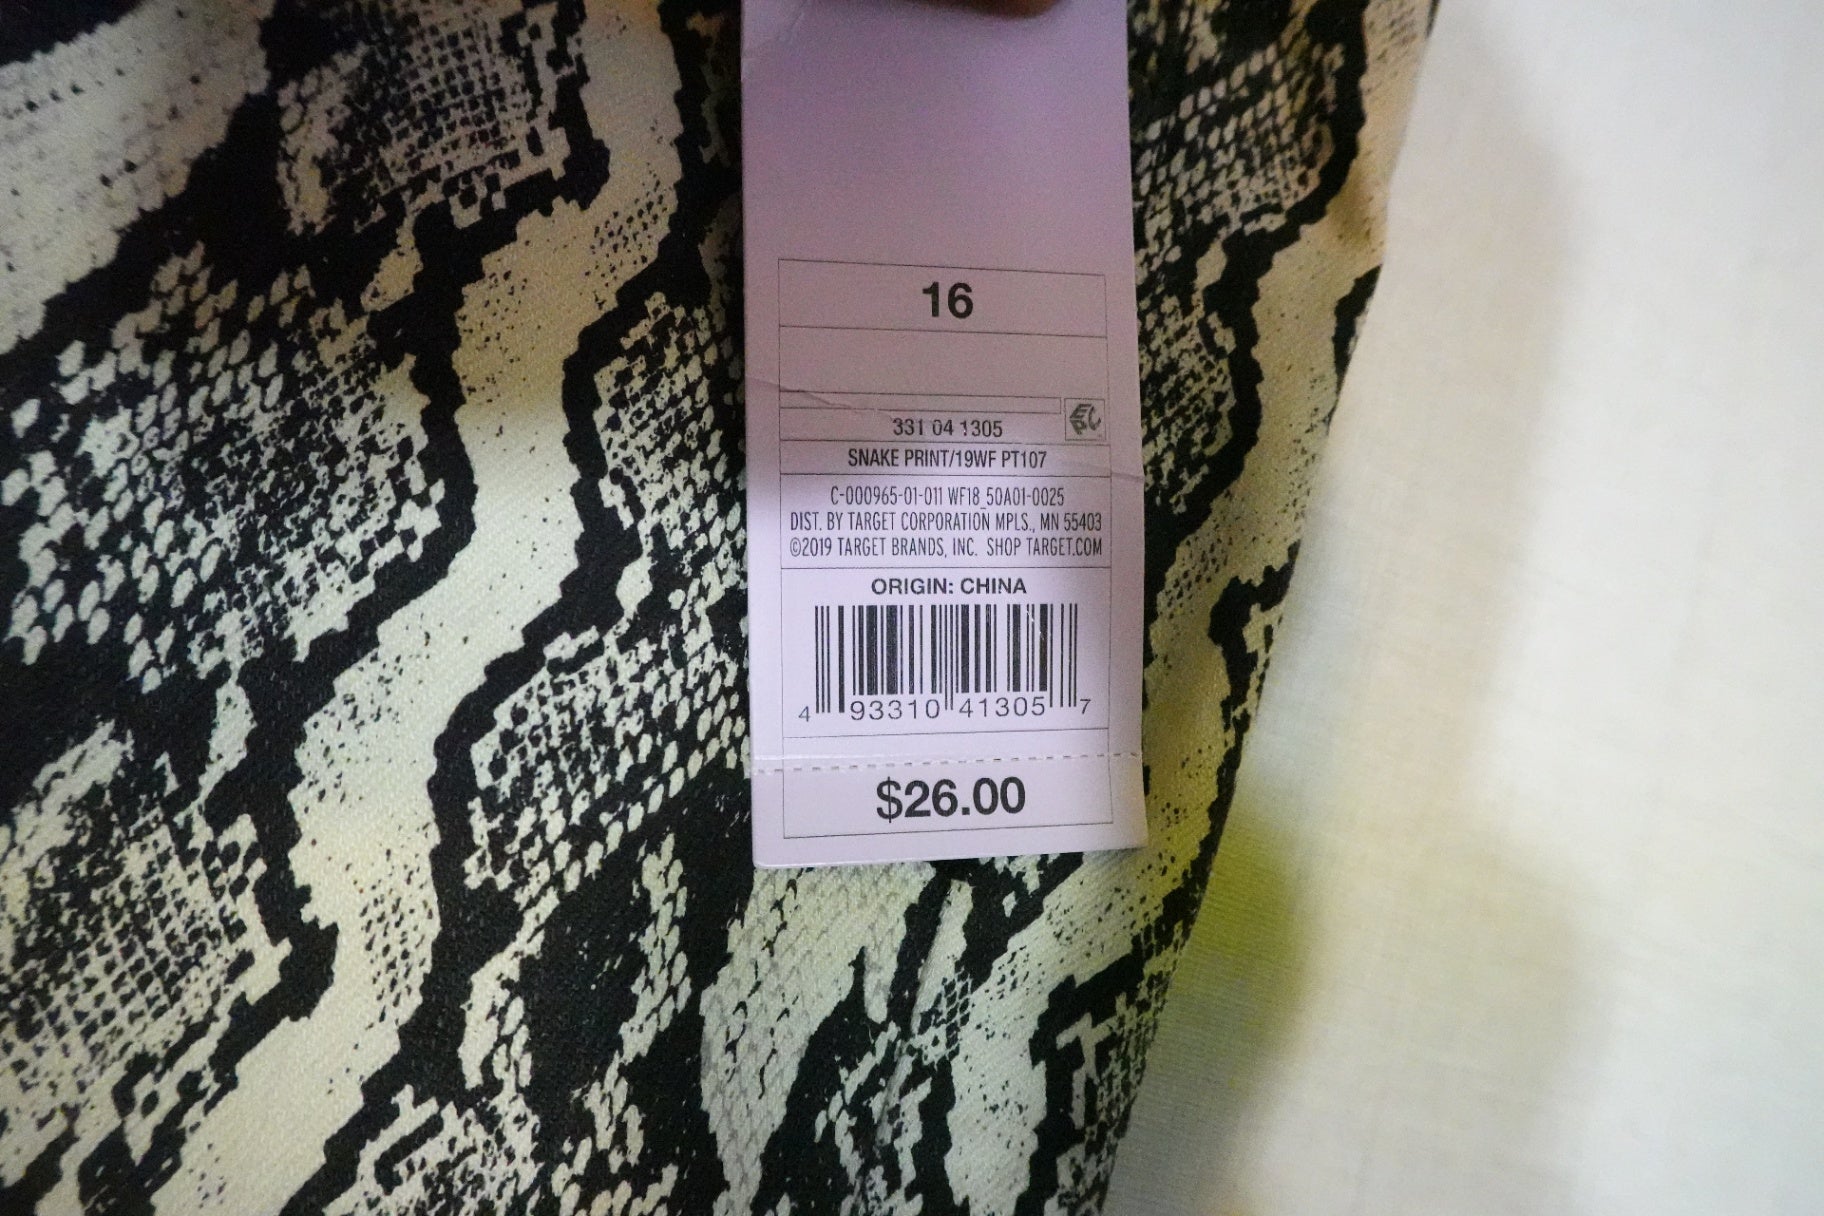 16
331 04 1305
SNAKE PRINT/19WF PT107
C-000965-01-011 WF18_50A01-0025
DIST. BY TARGET CORPORATION MPLS., MN 55403
©2019 TARGET BRANDS, INC. SHOP TARGET.COM
ORIGIN: CHINA
4 93310 41305 7
$26.00